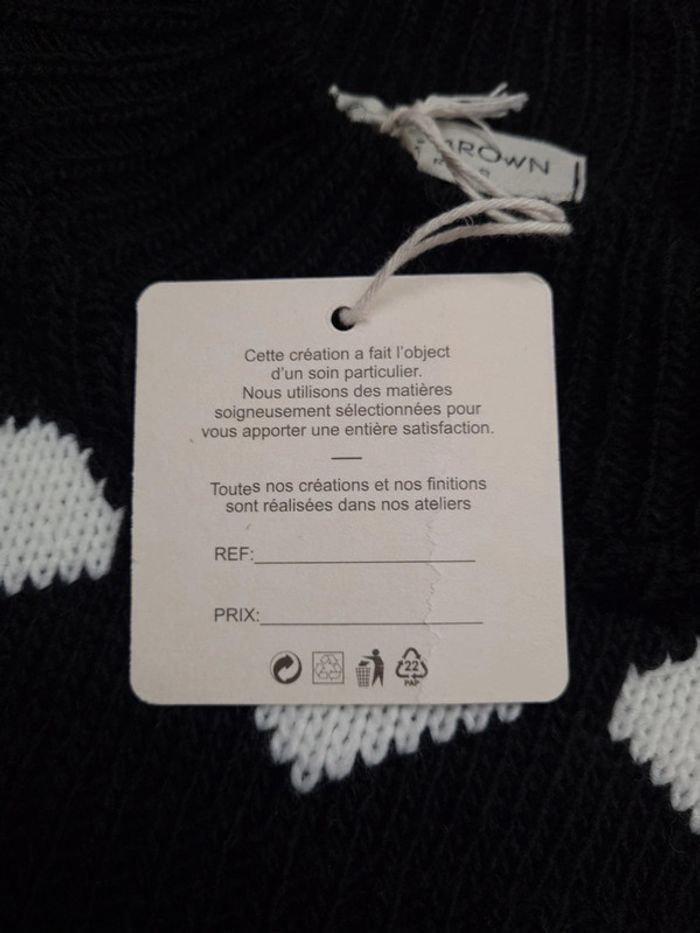 BROWN
Cette création a fait l'object
d'un soin particulier.
Nous utilisons des matières
soigneusement sélectionnées pour
vous apporter une entière satisfaction.
Toutes nos créations et nos finitions
sont réalisées dans nos ateliers
REF:
PRIX:
22
PAP